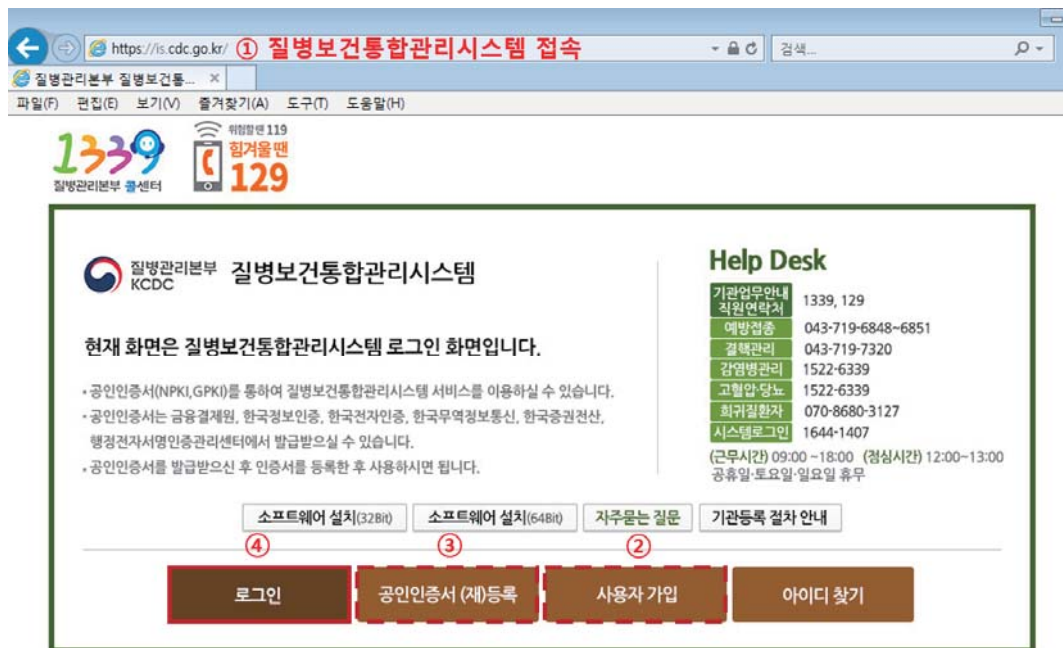 https://is.cdc.go.kr/ ① 질병보건통합관리시스템 접속 검색...
질병관리본부 질병보건통... ×
파일(F) 편집(E) 보기(V) 즐겨찾기(A) 도구(T) 도움말(H)
1339
질병관리본부 콜센터
위험할 땐 119
힘겨울 땐
129
질병관리본부
KCDC
질병보건통합관리시스템
현재 화면은 질병보건통합관리시스템 로그인 화면입니다.
• 공인인증서(NPKI,GPKI)를 통하여 질병보건통합관리시스템 서비스를 이용하실 수 있습니다.
• 공인인증서는 금융결제원, 한국정보인증, 한국전자인증, 한국무역정보통신, 한국증권전산,
행정전자서명인증관리센터에서 발급받으실 수 있습니다.
• 공인인증서를 발급받으신 후 인증서를 등록한 후 사용하시면 됩니다.
Help Desk
기관업무안내
직원연락처 1339, 129
예방접종 043-719-6848~6851
결핵관리 043-719-7320
감염병관리 1522-6339
고혈압·당뇨 1522-6339
희귀질환자 070-8680-3127
시스템로그인 1644-1407
(근무시간) 09:00 ~18:00 (점심시간) 12:00~13:00
공휴일·토요일·일요일 휴무
소프트웨어 설치(32Bit) 소프트웨어 설치(64Bit) 자주묻는 질문 기관등록 절차 안내
④ ③ ②
로그인 공인인증서 (재)등록 사용자 가입 아이디 찾기